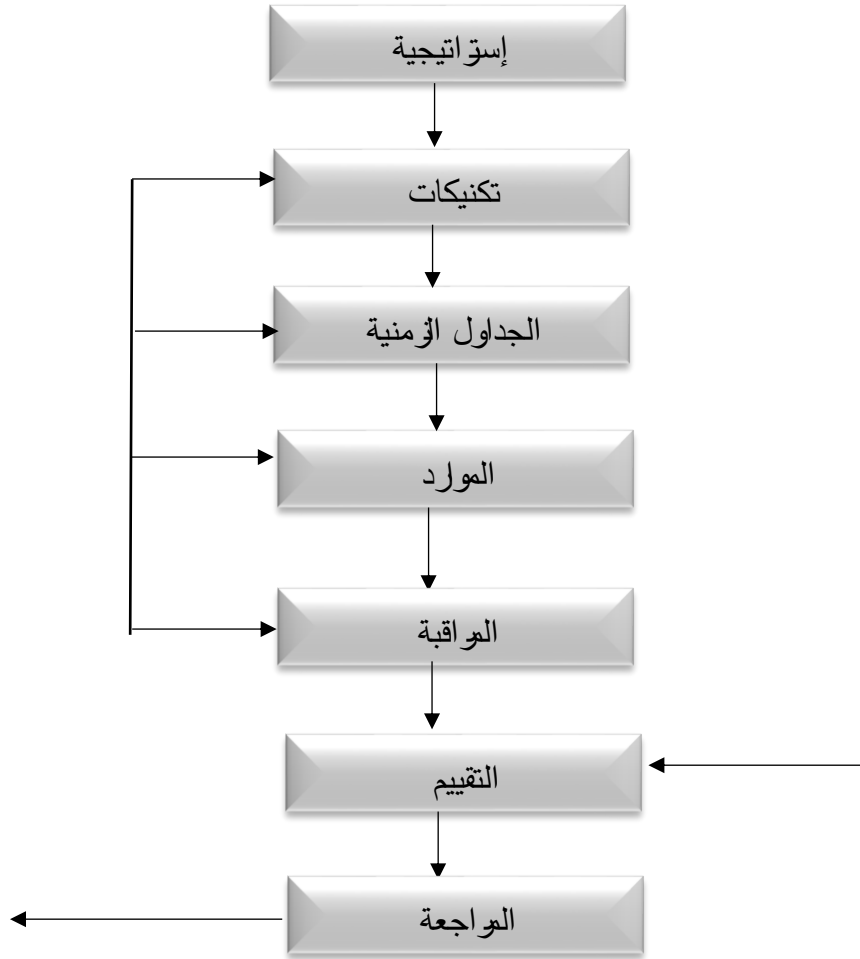 إستراتيجية
تكنيكات
الجداول الزمنية
الموارد
المراقبة
التقييم
المراجعة